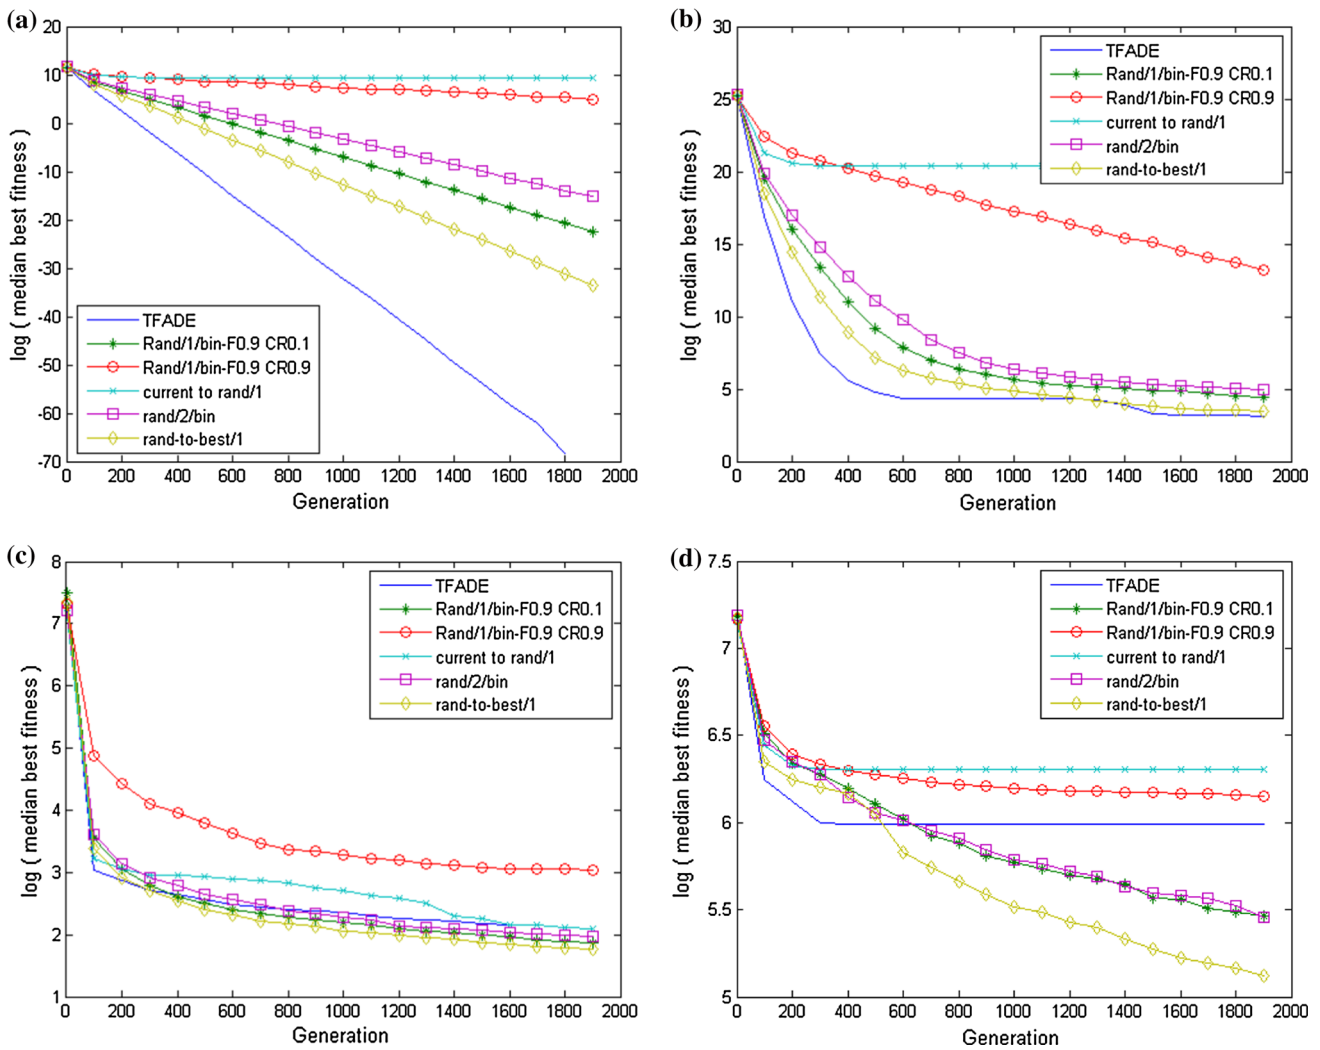 (a)
20
10
0
-10
-20
-30
-40
-50
-60
-70
log ( median best fitness )
TFADE
Rand/1/bin-F0.9 CR0.1
Rand/1/bin-F0.9 CR0.9
current to rand/1
rand/2/bin
rand-to-best/1
0 200 400 600 800 1000 1200 1400 1600 1800 2000
Generation
(b)
30
25
20
15
10
5
0
log ( median best fitness )
TFADE
Rand/1/bin-F0.9 CR0.1
Rand/1/bin-F0.9 CR0.9
current to rand/1
rand/2/bin
rand-to-best/1
0 200 400 600 800 1000 1200 1400 1600 1800 2000
Generation
(c)
8
7
6
5
4
3
2
1
log ( median best fitness )
TFADE
Rand/1/bin-F0.9 CR0.1
Rand/1/bin-F0.9 CR0.9
current to rand/1
rand/2/bin
rand-to-best/1
0 200 400 600 800 1000 1200 1400 1600 1800 2000
Generation
(d)
7.5
7
6.5
6
5.5
5
log ( median best fitness )
TFADE
Rand/1/bin-F0.9 CR0.1
Rand/1/bin-F0.9 CR0.9
current to rand/1
rand/2/bin
rand-to-best/1
0 200 400 600 800 1000 1200 1400 1600 1800 2000
Generation